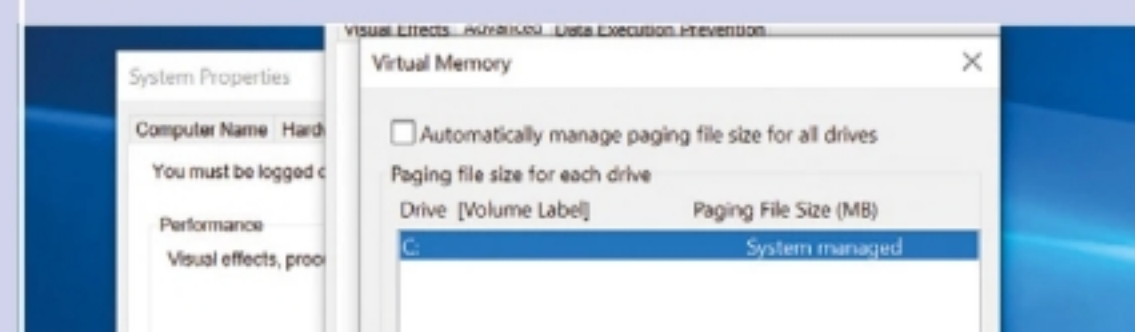 Visual Effects Advanced Data Execution Prevention
System Properties
Virtual Memory
Computer Name Hardw
Automatically manage paging file size for all drives
You must be logged o
Paging file size for each drive
Drive [Volume Label] Paging File Size (MB)
Performance
C: System managed
Visual effects, proce